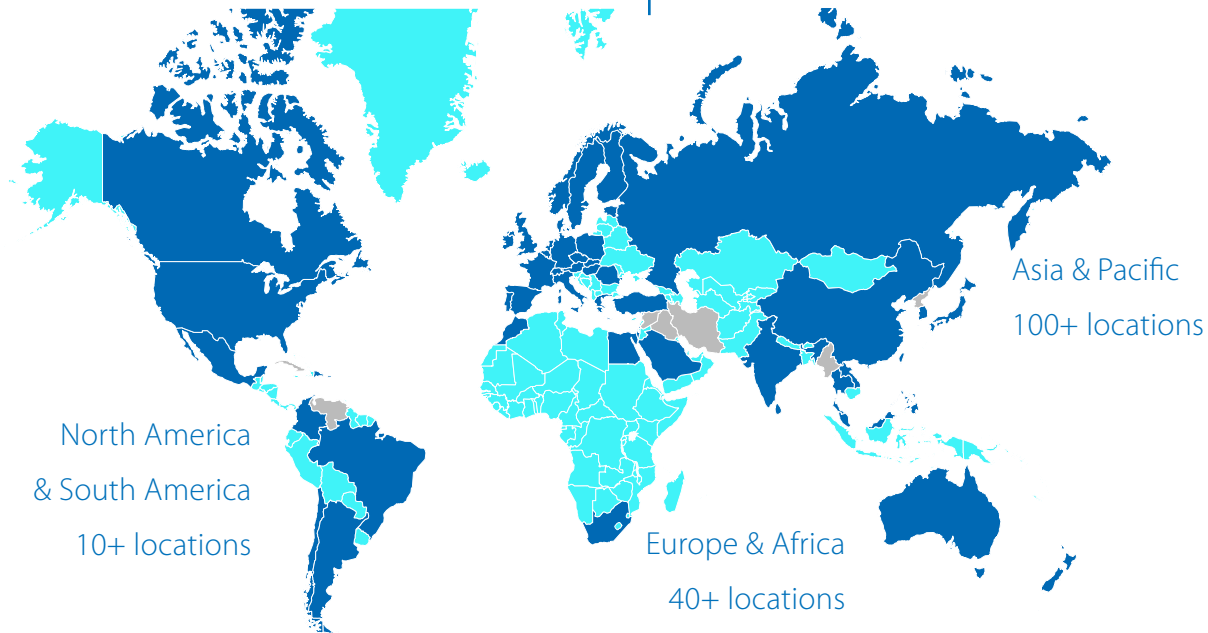 Asia & Pacific
100+ locations
North America
& South America
10+ locations
Europe & Africa
40+ locations